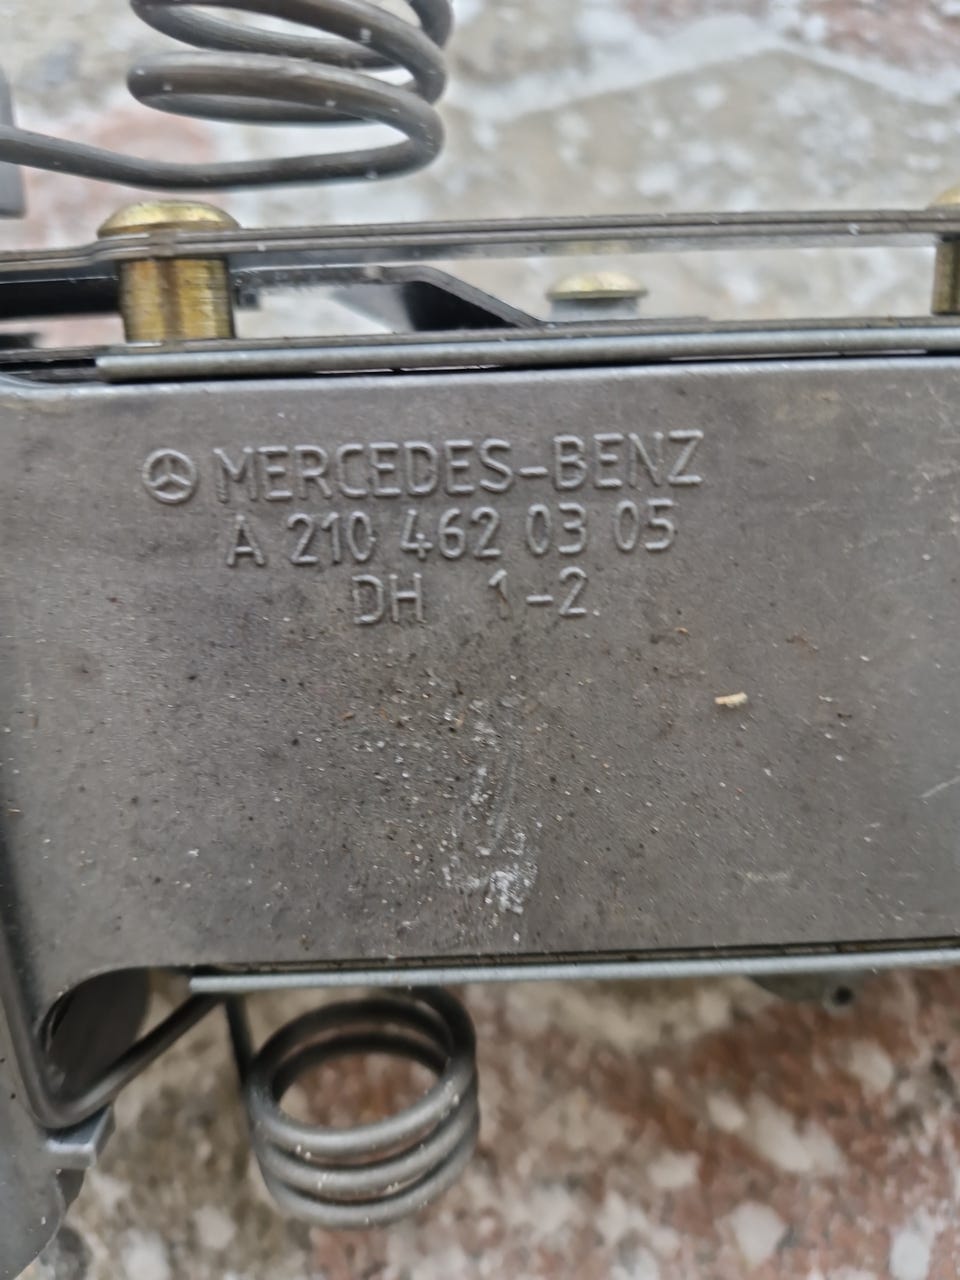 MERCEDES-BENZ
A 210 462 03 05
DH 1-2